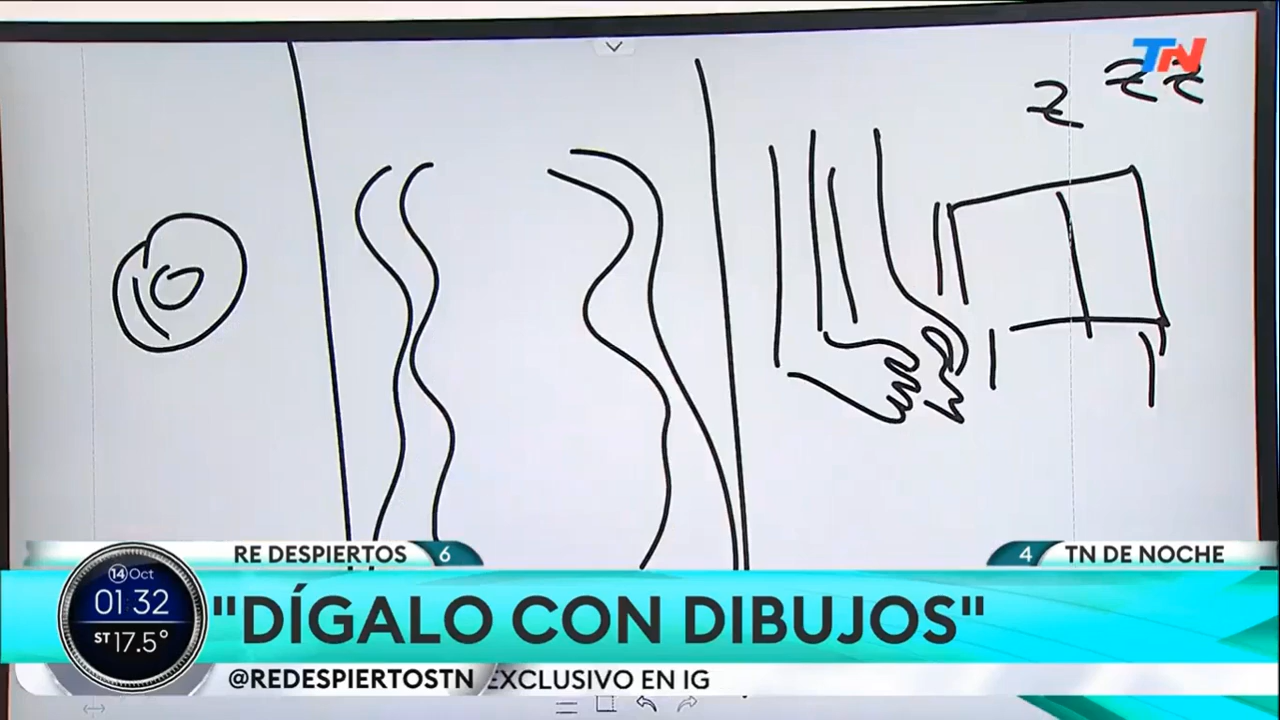 TN
z z z
RE DESPIERTOS 6
4 TN DE NOCHE
14 Oct
01:32
ST 17.5°
"DÍGALO CON DIBUJOS"
@REDESPIERTOSTN EXCLUSIVO EN IG